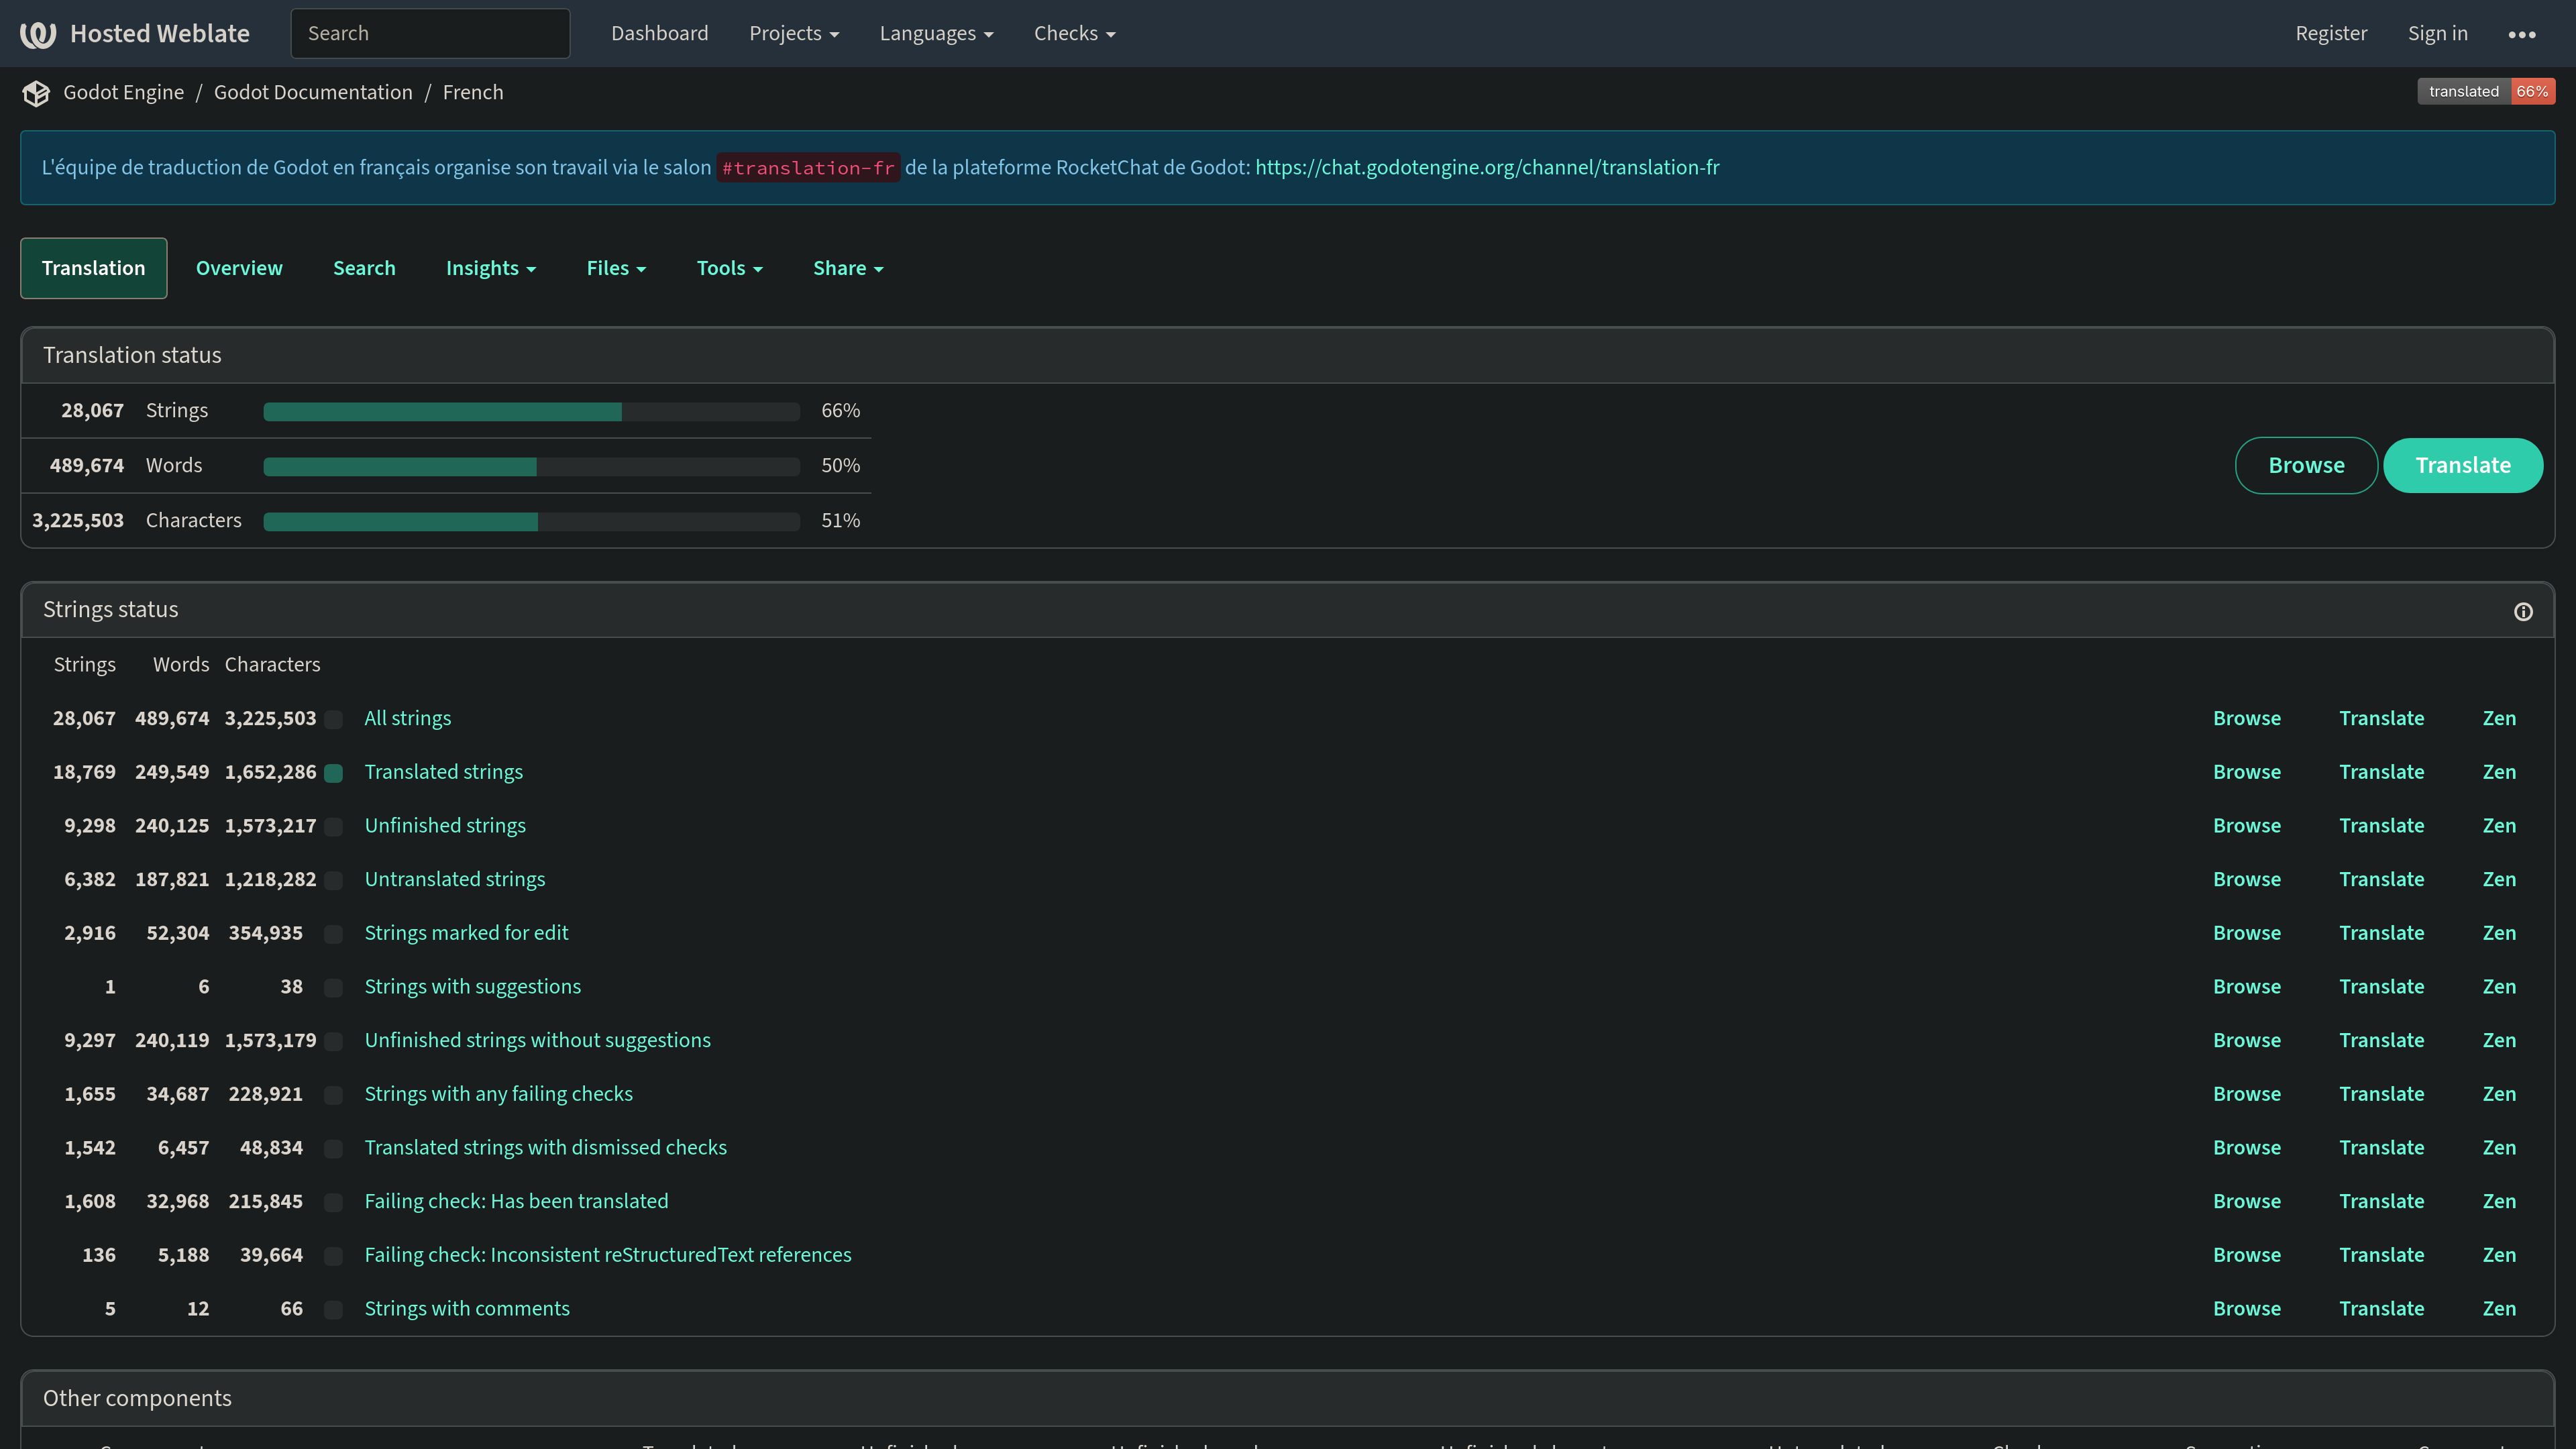 Hosted Weblate Search Dashboard Projects Languages Checks Register Sign in
Godot Engine / Godot Documentation / French translated 66%
L'équipe de traduction de Godot en français organise son travail via le salon #translation-fr de la plateforme RocketChat de Godot: https://chat.godotengine.org/channel/translation-fr
Translation Overview Search Insights Files Tools Share
Translation status
28,067 Strings 66%
489,674 Words 50%
Browse Translate
3,225,503 Characters 51%
Strings status
Strings Words Characters
28,067 489,674 3,225,503 All strings Browse Translate Zen
18,769 249,549 1,652,286 Translated strings Browse Translate Zen
9,298 240,125 1,573,217 Unfinished strings Browse Translate Zen
6,382 187,821 1,218,282 Untranslated strings Browse Translate Zen
2,916 52,304 354,935 Strings marked for edit Browse Translate Zen
1 6 38 Strings with suggestions Browse Translate Zen
9,297 240,119 1,573,179 Unfinished strings without suggestions Browse Translate Zen
1,655 34,687 228,921 Strings with any failing checks Browse Translate Zen
1,542 6,457 48,834 Translated strings with dismissed checks Browse Translate Zen
1,608 32,968 215,845 Failing check: Has been translated Browse Translate Zen
136 5,188 39,664 Failing check: Inconsistent reStructuredText references Browse Translate Zen
5 12 66 Strings with comments Browse Translate Zen
Other components